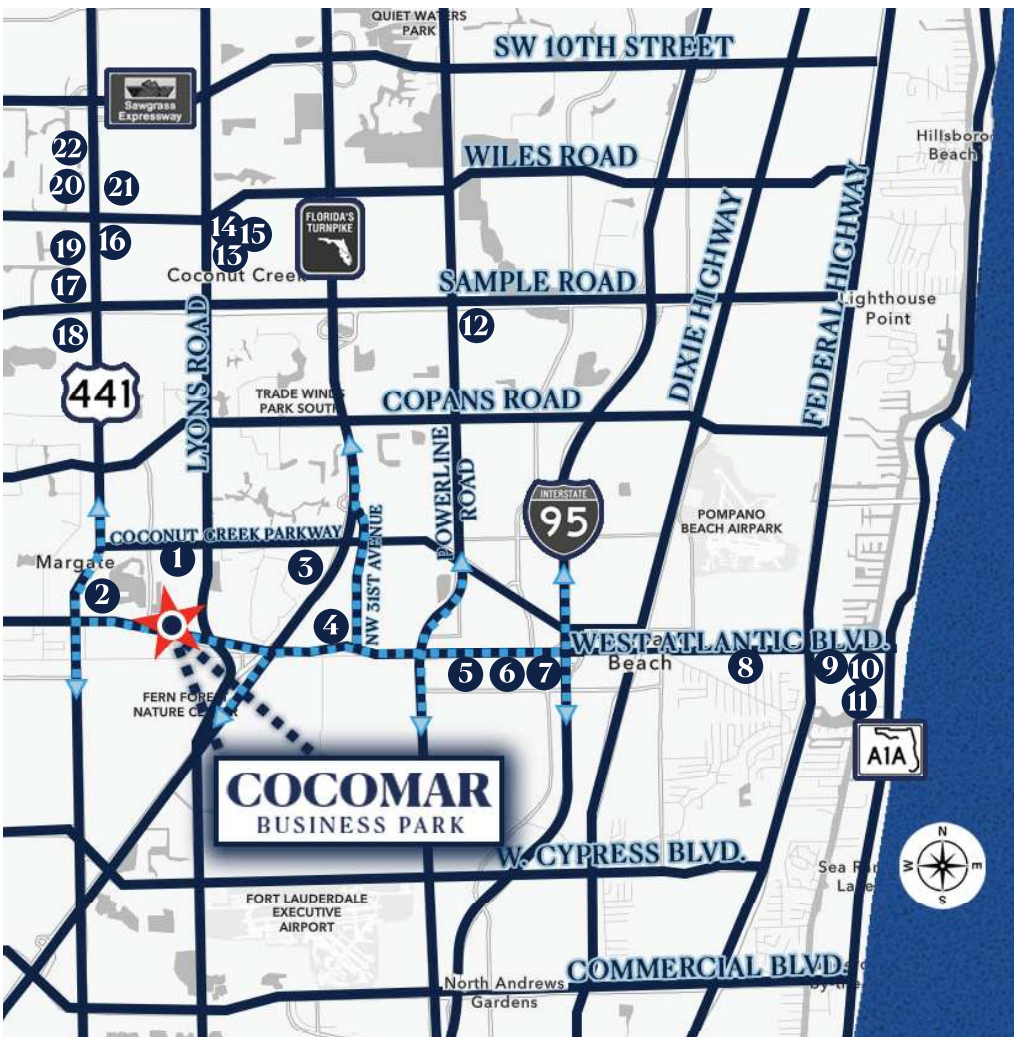 QUIET WATERS
PARK
SW 10TH STREET
Sawgrass
Expressway
Hillsboro
Beach
22
WILES ROAD
20
21
FLORIDA'S
TURNPIKE
14
15
19
16
13
Coconut Creek
17
SAMPLE ROAD
Lighthouse
Point
12
18
441
LYONS ROAD
DIXIE HIGHWAY
FEDERAL HIGHWAY
TRADE WINDS
PARK SOUTH
COPANS ROAD
POWERLINE
ROAD
INTERSTATE
95
POMPANO
BEACH AIRPARK
COCONUT CREEK PARKWAY
NW 31ST AVENUE
Margate
1
3
2
4
WEST ATLANTIC BLVD.
Beach
5
6
7
8
9
10
11
FERN FOREST
NATURE
A1A
COCOMAR
BUSINESS PARK
N
W
E
S
W. CYPRESS BLVD.
Sea
FORT LAUDERDALE
EXECUTIVE
AIRPORT
COMMERCIAL BLVD.
North Andrews
Gardens